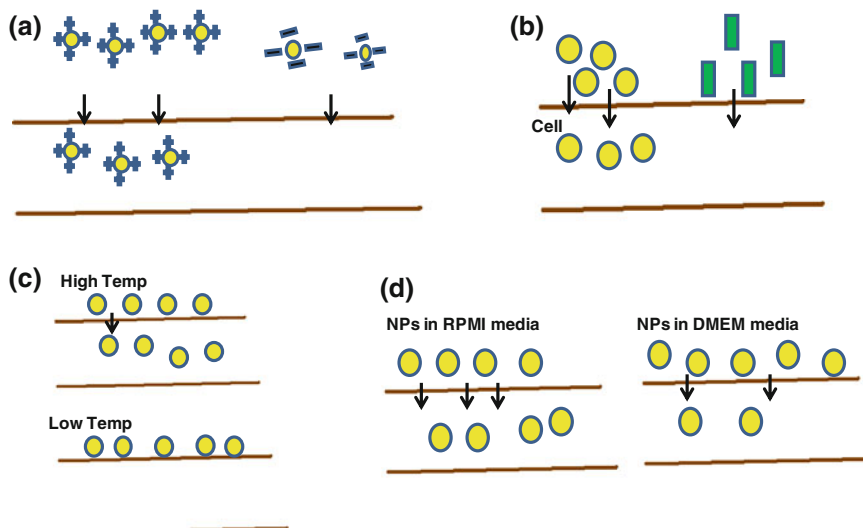 (a)
(b)
Cell
(c)
High Temp
Low Temp
(d)
NPs in RPMI media
NPs in DMEM media